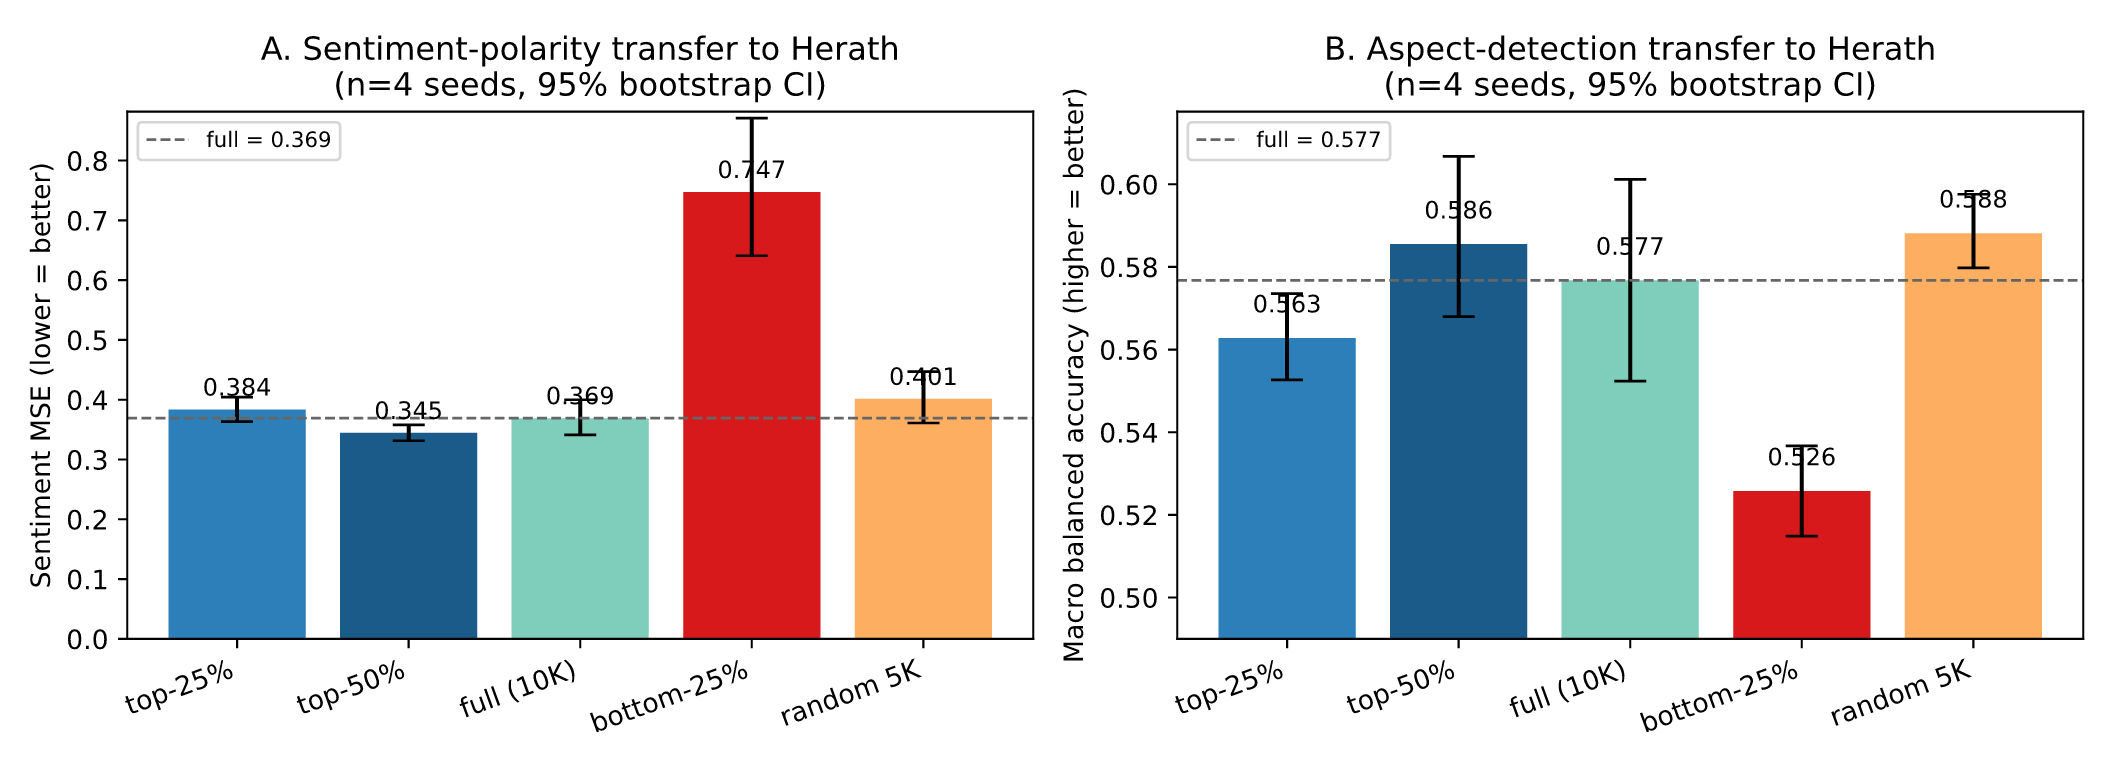 A. Sentiment-polarity transfer to Herath
(n=4 seeds, 95% bootstrap CI)
Sentiment MSE (lower = better)
full = 0.369
0.8
0.7
0.6
0.5
0.4
0.3
0.2
0.1
0.0
0.384
0.345
0.369
0.747
0.401
top-25%
top-50%
full (10K)
bottom-25%
random 5K
B. Aspect-detection transfer to Herath
(n=4 seeds, 95% bootstrap CI)
Macro balanced accuracy (higher = better)
full = 0.577
0.60
0.58
0.56
0.54
0.52
0.50
0.563
0.586
0.577
0.526
0.588
top-25%
top-50%
full (10K)
bottom-25%
random 5K